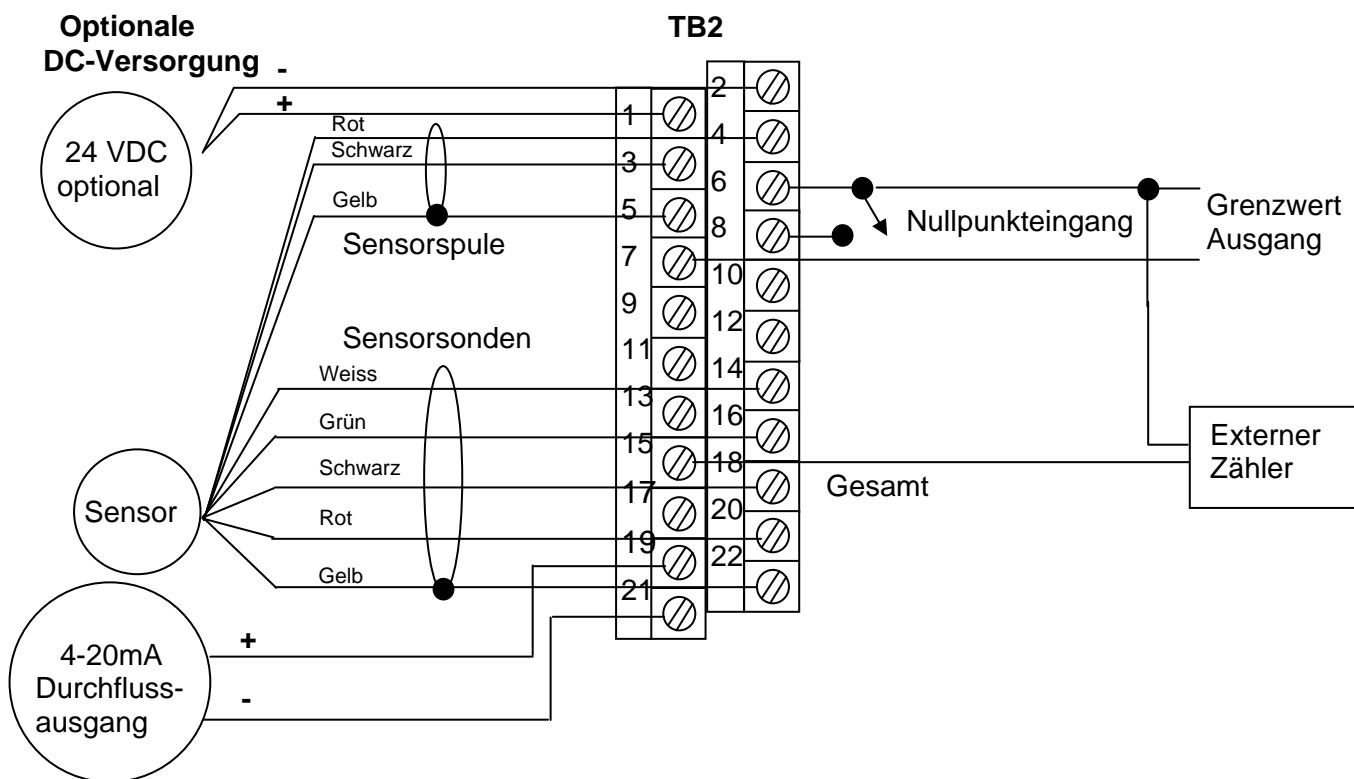 Optionale
DC-Versorgung
TB2
-
+
24 VDC
optional
Rot
Schwarz
Gelb
Sensorspule
Sensorsonden
Weiss
Grün
Schwarz
Rot
Gelb
Sensor
4-20mA
Durchfluss-
ausgang
+
-
1
3
5
7
9
11
13
15
17
19
21
2
4
6
8
10
12
14
16
18
20
22
Nullpunkteingang
Grenzwert
Ausgang
Gesamt
Externer
Zähler